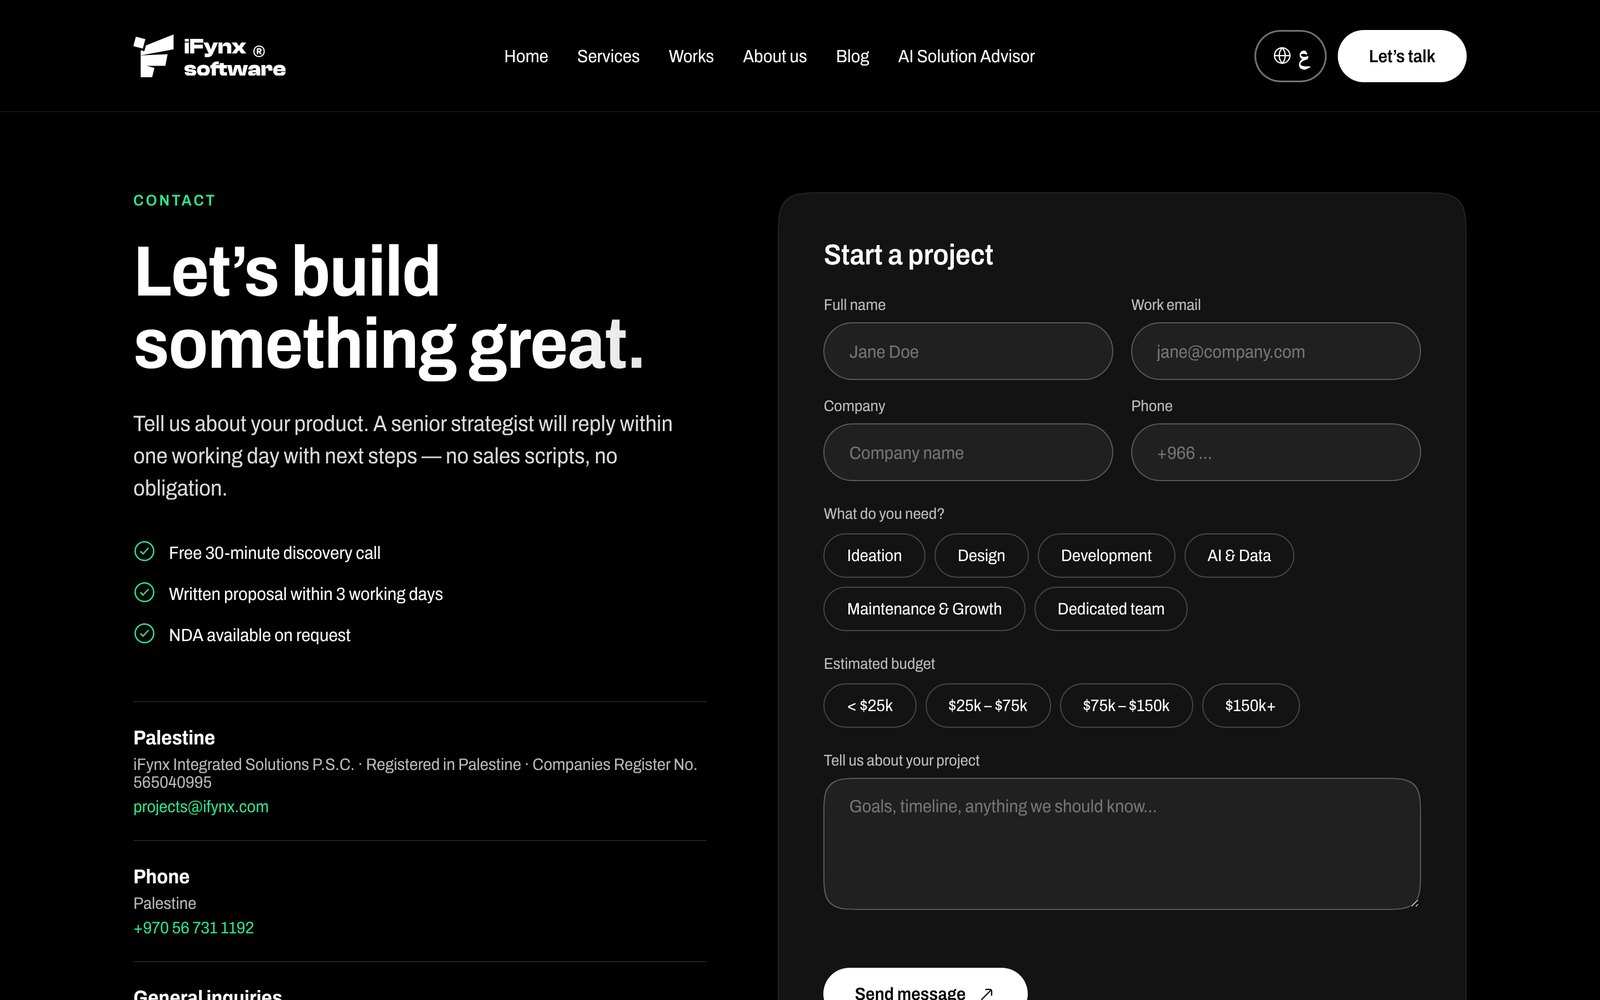 iFynx ®
software
Home
Services
Works
About us
Blog
AI Solution Advisor
ع
Let's talk
CONTACT
Let's build
something great.
Tell us about your product. A senior strategist will reply within
one working day with next steps — no sales scripts, no
obligation.
Free 30-minute discovery call
Written proposal within 3 working days
NDA available on request
Palestine
iFynx Integrated Solutions P.S.C. · Registered in Palestine · Companies Register No.
565040995
projects@ifynx.com
Phone
Palestine
+970 56 731 1192
General inquiries
Start a project
Full name
Work email
Jane Doe
jane@company.com
Company
Phone
Company name
+966 ...
What do you need?
Ideation
Design
Development
AI & Data
Maintenance & Growth
Dedicated team
Estimated budget
< $25k
$25k – $75k
$75k – $150k
$150k+
Tell us about your project
Goals, timeline, anything we should know...
Send message